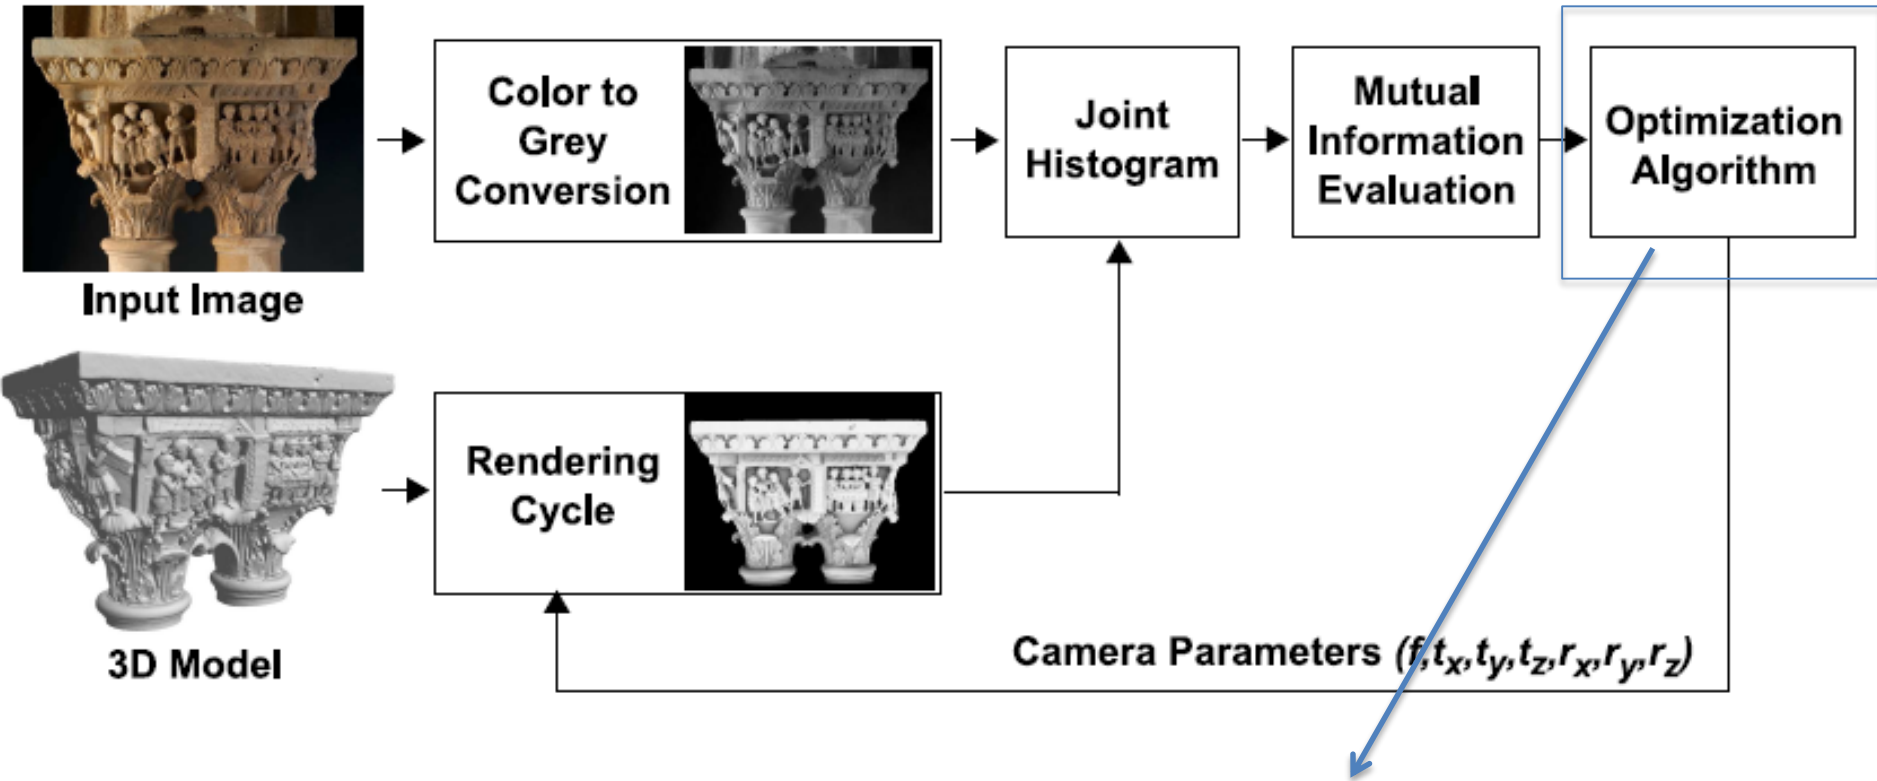 Input Image
Color to
Grey
Conversion
Joint
Histogram
Mutual
Information
Evaluation
Optimization
Algorithm
3D Model
Rendering
Cycle
Camera Parameters (f,tx,ty,tz,rx,ry,rz)